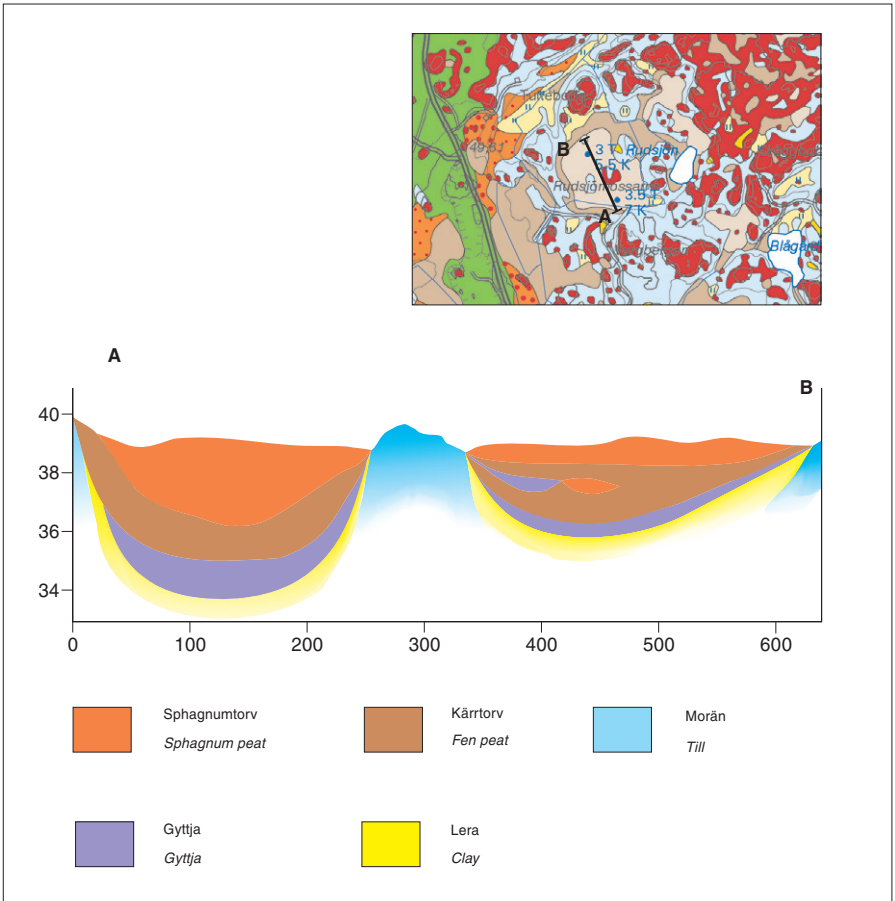 B
3 T
Rudsjön
5.5 K
Rudsjömossarna
3.5 T
A
7 K
A
B
40
38
36
34
0
100
200
300
400
500
600
Sphagnumtorv
Sphagnum peat
Kärrtorv
Fen peat
Morän
Till
Gyttja
Gyttja
Lera
Clay